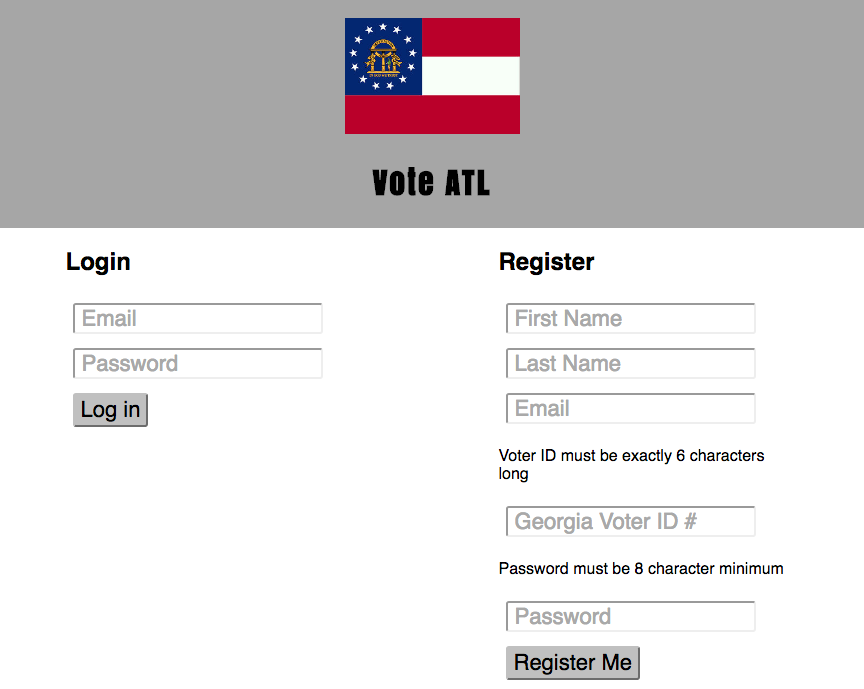 Vote ATL
Login
Email
Password
Log in
Register
First Name
Last Name
Email
Voter ID must be exactly 6 characters
long
Georgia Voter ID #
Password must be 8 character minimum
Password
Register Me